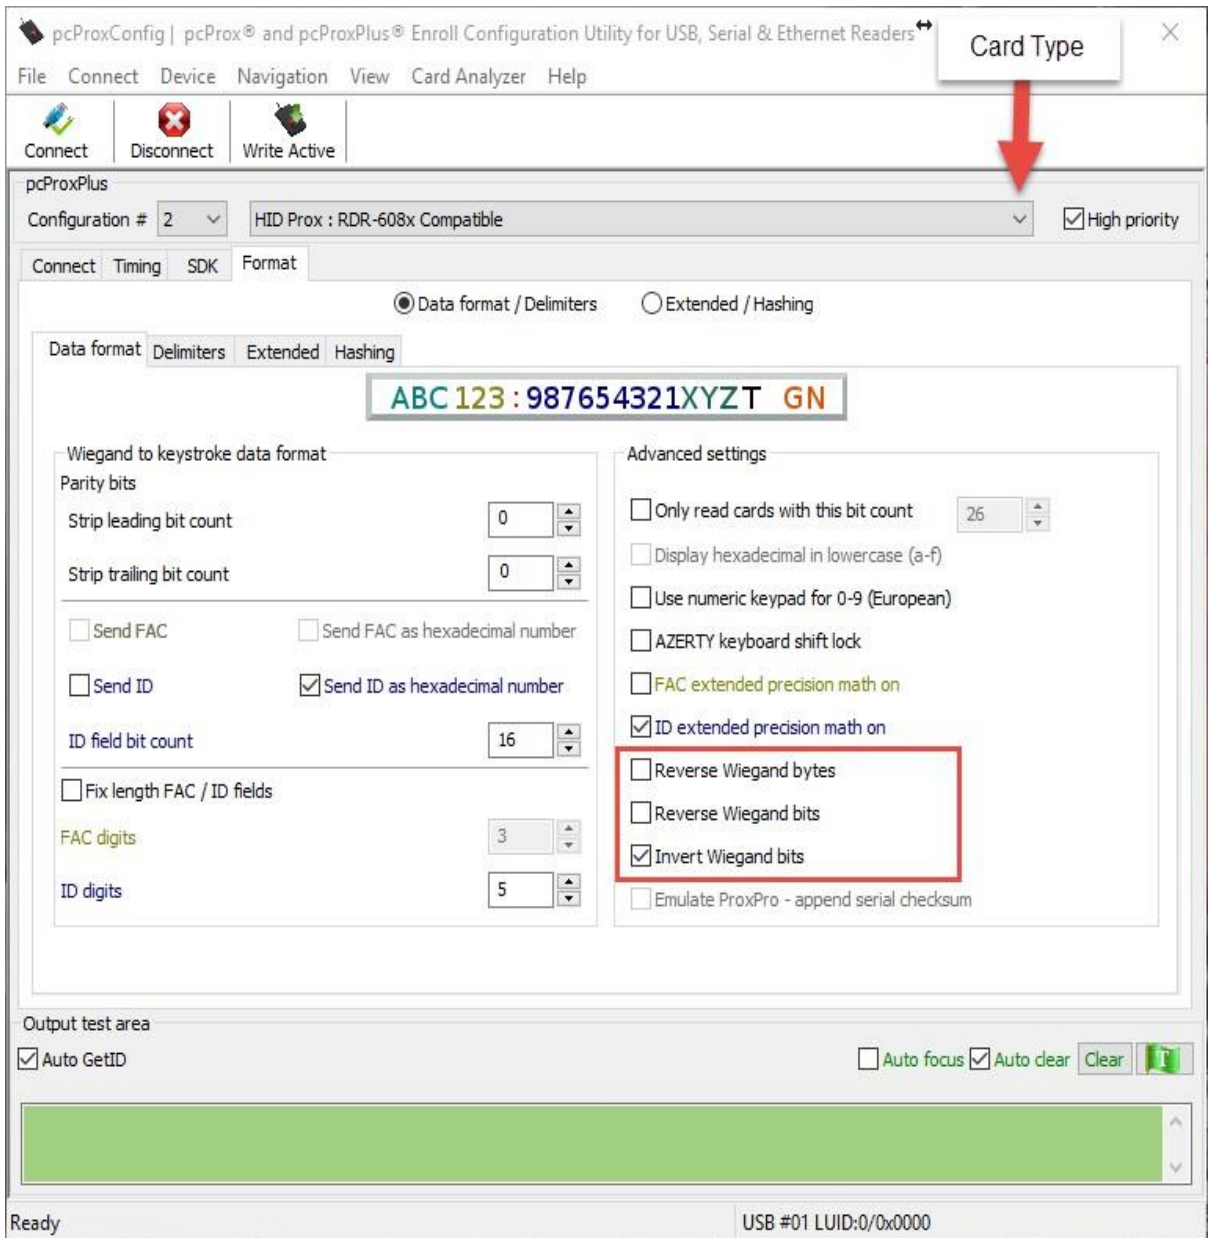 pcProxConfig | pcProx® and pcProxPlus® Enroll Configuration Utility for USB, Serial & Ethernet Readers
Card Type
File Connect Device Navigation View Card Analyzer Help
Connect Disconnect Write Active
pcProxPlus
Configuration # 2 HID Prox : RDR-608x Compatible High priority
Connect Timing SDK Format
Data format / Delimiters Extended / Hashing
Data format Delimiters Extended Hashing
ABC123:987654321XYZT GN
Wiegand to keystroke data format
Parity bits
Strip leading bit count 0
Strip trailing bit count 0
Send FAC Send FAC as hexadecimal number
Send ID Send ID as hexadecimal number
ID field bit count 16
Fix length FAC / ID fields
FAC digits 3
ID digits 5
Advanced settings
Only read cards with this bit count 26
Display hexadecimal in lowercase (a-f)
Use numeric keypad for 0-9 (European)
AZERTY keyboard shift lock
FAC extended precision math on
ID extended precision math on
Reverse Wiegand bytes
Reverse Wiegand bits
Invert Wiegand bits
Emulate ProxPro - append serial checksum
Output test area
Auto GetID Auto focus Auto clear Clear T
Ready USB #01 LUID:0/0x0000